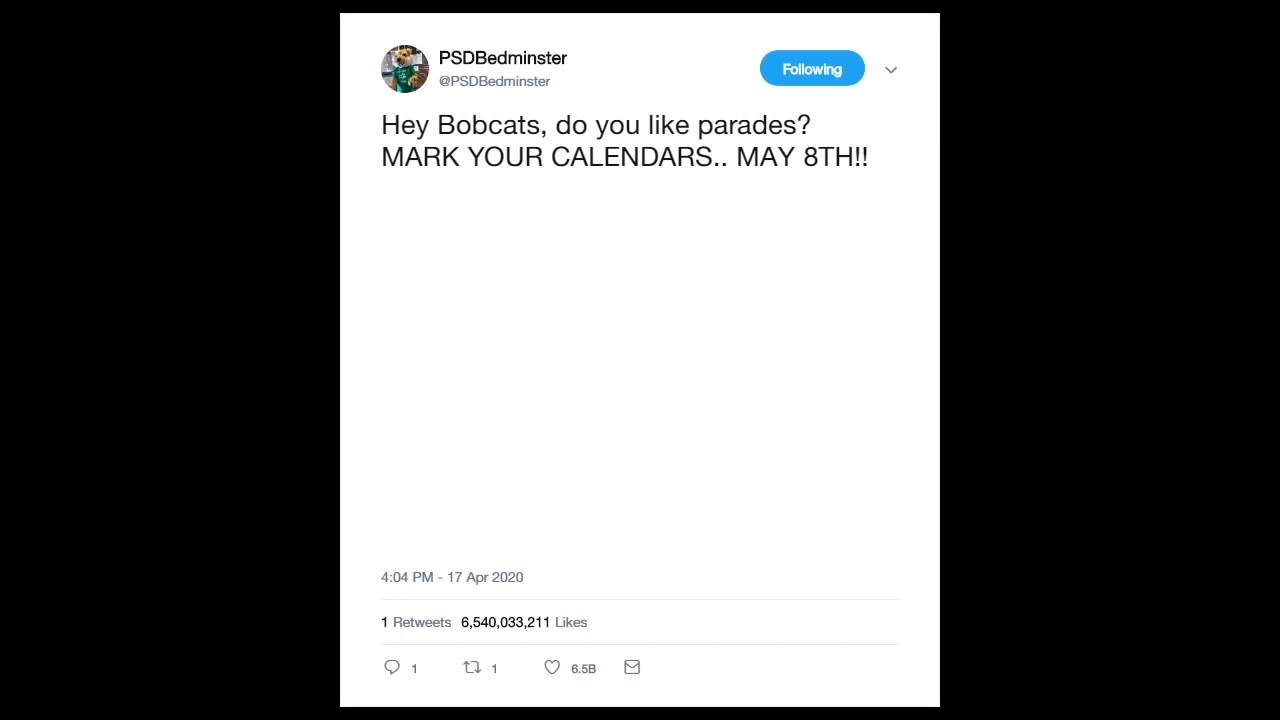 PSDBedminster
@PSDBedminster
Following
Hey Bobcats, do you like parades?
MARK YOUR CALENDARS.. MAY 8TH!!
4:04 PM - 17 Apr 2020
1 Retweets 6,540,033,211 Likes
1 1 6.5B